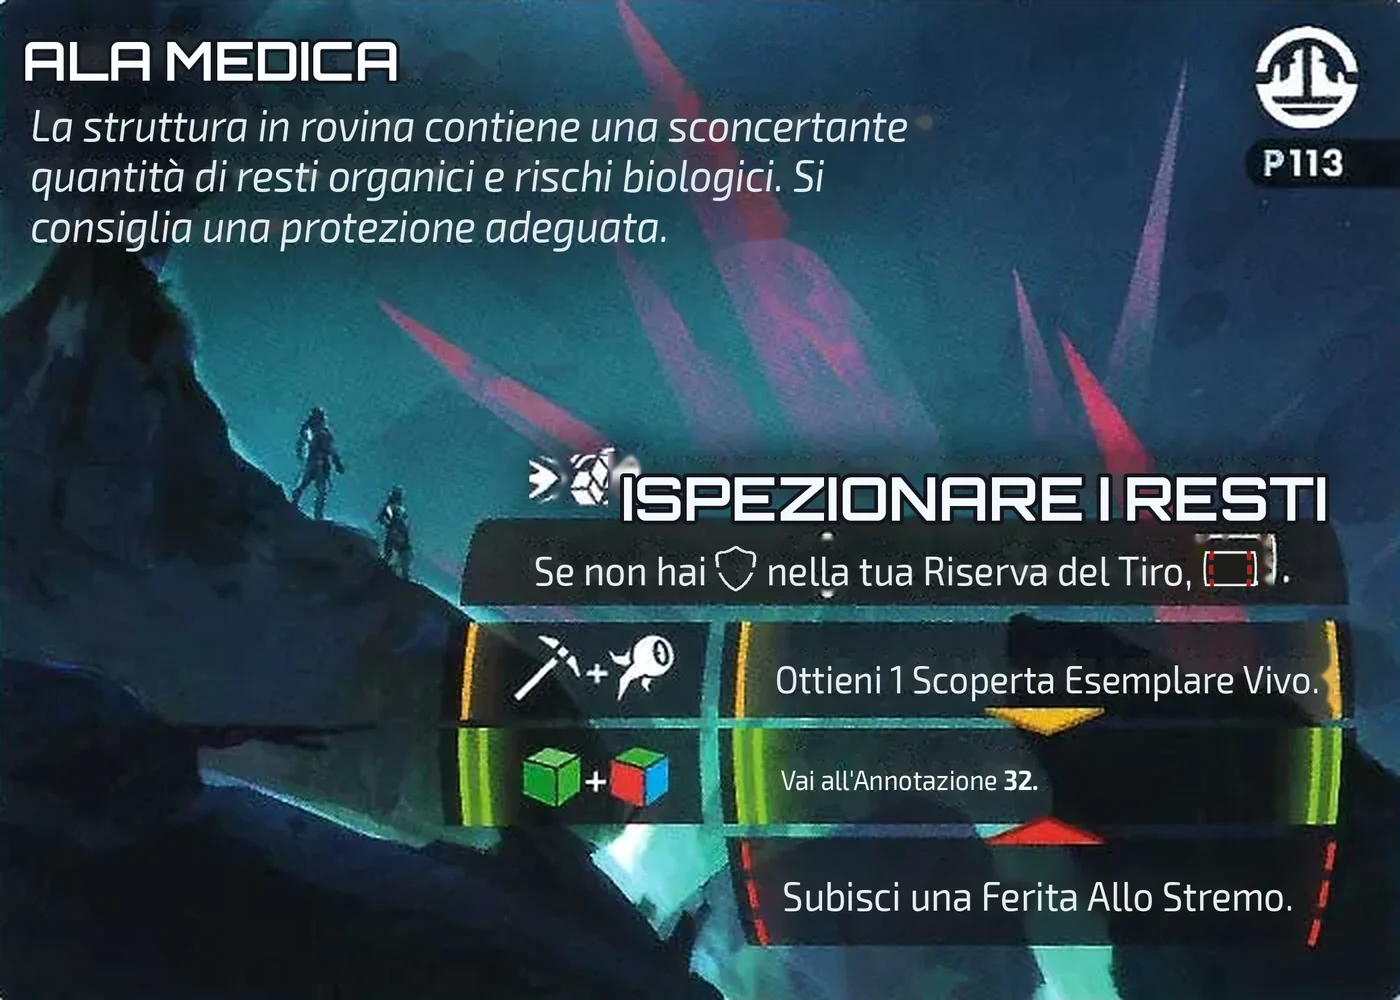 ALA MEDICA
La struttura in rovina contiene una sconcertante
quantità di resti organici e rischi biologici. Si
consiglia una protezione adeguata.
P113
ISPEZIONARE I RESTI
Se non hai nella tua Riserva del Tiro, .
+ Ottieni 1 Scoperta Esemplare Vivo.
+ Vai all'Annotazione 32.
Subisci una Ferita Allo Stremo.